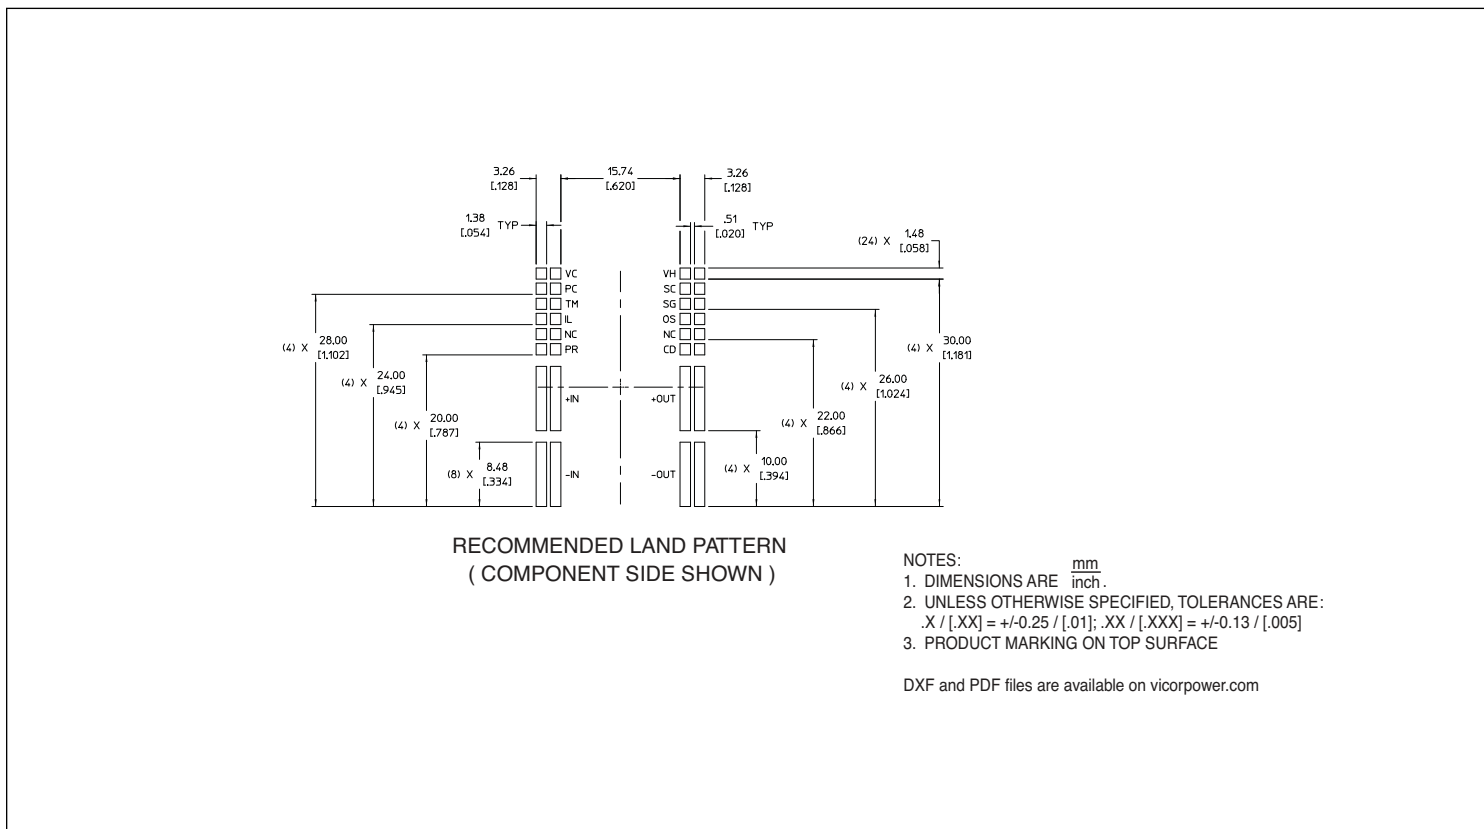 3.26 15.74 3.26
[.128] [.620] [.128]
1.38 TYP .51 TYP
[.054] [.020]
(24) X 1.48
[.058]
VC VH
PC SC
TM SG
IL OS
NC NC
PR CD
(4) X 28.00
[1.102]
(4) X 30.00
[1.181]
(4) X 24.00
[.945]
(4) X 26.00
[1.024]
+IN +OUT
(4) X 20.00
[.787]
(4) X 22.00
[.866]
(8) X 8.48
[.334]
-IN -OUT
(4) X 10.00
[.394]
RECOMMENDED LAND PATTERN
( COMPONENT SIDE SHOWN )
NOTES:
1. DIMENSIONS ARE mm
inch .
2. UNLESS OTHERWISE SPECIFIED, TOLERANCES ARE:
.X / [.XX] = +/-0.25 / [.01]; .XX / [.XXX] = +/-0.13 / [.005]
3. PRODUCT MARKING ON TOP SURFACE
DXF and PDF files are available on vicorpower.com